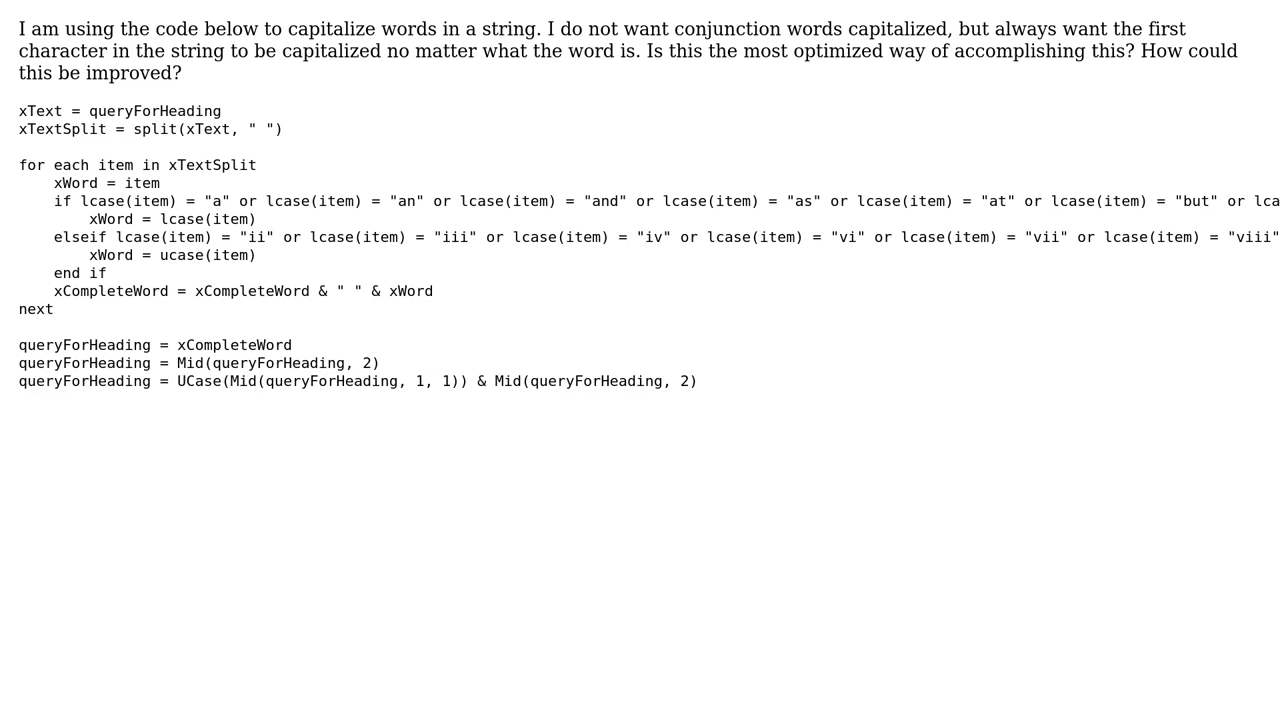 I am using the code below to capitalize words in a string. I do not want conjunction words capitalized, but always want the first
character in the string to be capitalized no matter what the word is. Is this the most optimized way of accomplishing this? How could
this be improved?
xText = queryForHeading
xTextSplit = split(xText, " ")
for each item in xTextSplit
    xWord = item
    if lcase(item) = "a" or lcase(item) = "an" or lcase(item) = "and" or lcase(item) = "as" or lcase(item) = "at" or lcase(item) = "but" or lca
        xWord = lcase(item)
    elseif lcase(item) = "ii" or lcase(item) = "iii" or lcase(item) = "iv" or lcase(item) = "vi" or lcase(item) = "vii" or lcase(item) = "viii"
        xWord = ucase(item)
    end if
    xCompleteWord = xCompleteWord & " " & xWord
next
queryForHeading = xCompleteWord
queryForHeading = Mid(queryForHeading, 2)
queryForHeading = UCase(Mid(queryForHeading, 1, 1)) & Mid(queryForHeading, 2)